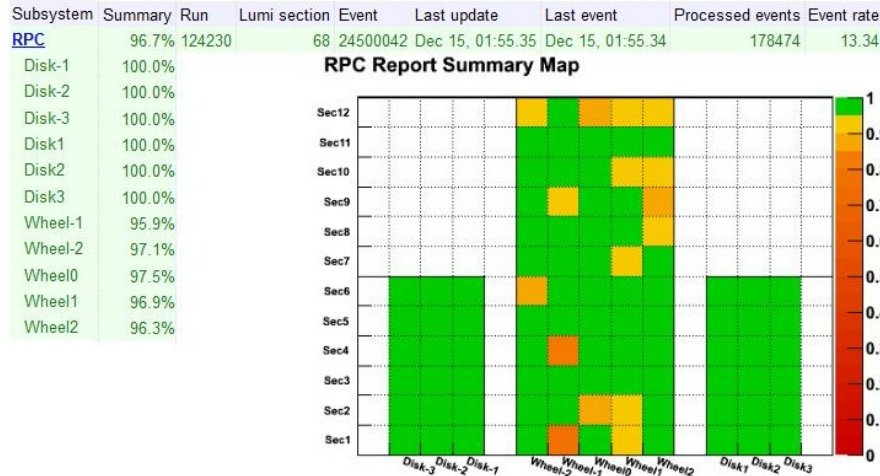 Subsystem Summary Run Lumi section Event Last update Last event Processed events Event rate
RPC 96.7% 124230 68 24500042 Dec 15, 01:55.35 Dec 15, 01:55.34 178474 13.34
Disk-1 100.0%
Disk-2 100.0%
Disk-3 100.0%
Disk1 100.0%
Disk2 100.0%
Disk3 100.0%
Wheel-1 95.9%
Wheel-2 97.1%
Wheel0 97.5%
Wheel1 96.9%
Wheel2 96.3%
RPC Report Summary Map
Sec12
Sec11
Sec10
Sec9
Sec8
Sec7
Sec6
Sec5
Sec4
Sec3
Sec2
Sec1
Disk-3 Disk-2 Disk-1 Wheel-2 Wheel-1 Wheel0 Wheel1 Wheel2 Disk1 Disk2 Disk3
1
0